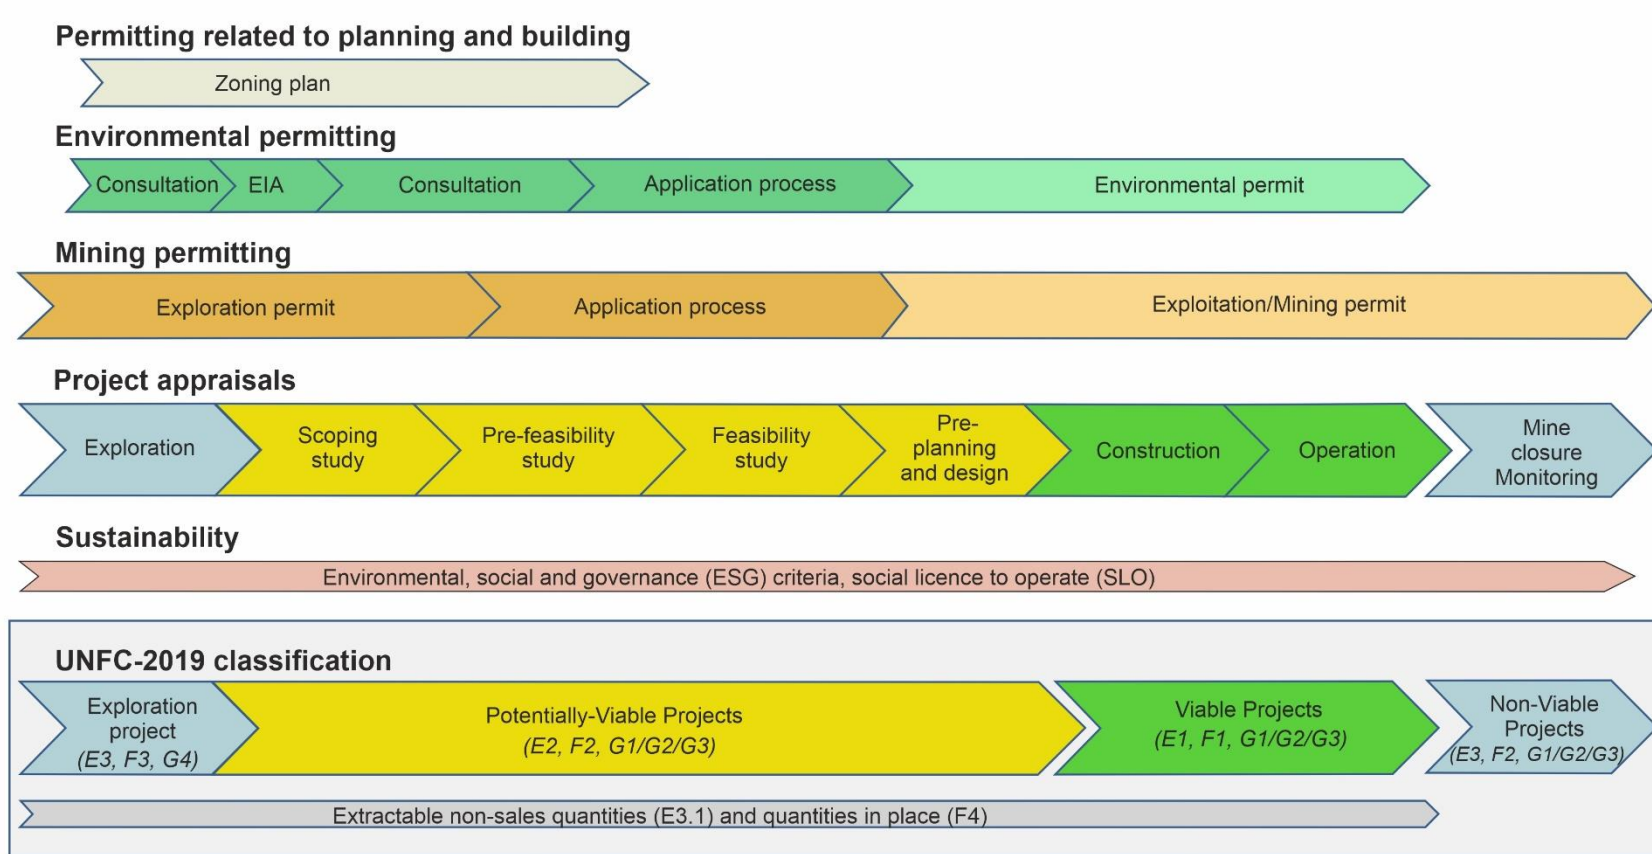 Permitting related to planning and building
Zoning plan
Environmental permitting
Consultation
EIA
Consultation
Application process
Environmental permit
Mining permitting
Exploration permit
Application process
Exploitation/Mining permit
Project appraisals
Exploration
Scoping
study
Pre-feasibility
study
Feasibility
study
Pre-
planning
and design
Construction
Operation
Mine
closure
Monitoring
Sustainability
Environmental, social and governance (ESG) criteria, social licence to operate (SLO)
UNFC-2019 classification
Exploration
project
(E3, F3, G4)
Potentially-Viable Projects
(E2, F2, G1/G2/G3)
Viable Projects
(E1, F1, G1/G2/G3)
Non-Viable
Projects
(E3, F2, G1/G2/G3)
Extractable non-sales quantities (E3.1) and quantities in place (F4)